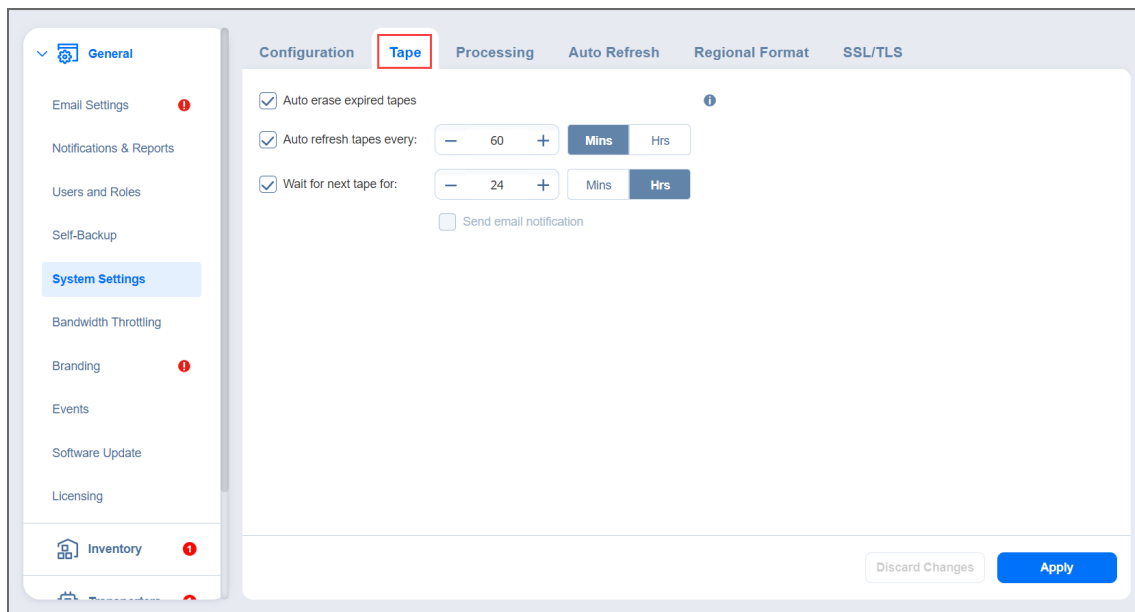 General
Email Settings
Notifications & Reports
Users and Roles
Self-Backup
System Settings
Bandwidth Throttling
Branding
Events
Software Update
Licensing
Inventory 1
Configuration Tape Processing Auto Refresh Regional Format SSL/TLS
Auto erase expired tapes
Auto refresh tapes every: 60 Mins Hrs
Wait for next tape for: 24 Mins Hrs
Send email notification
Discard Changes Apply